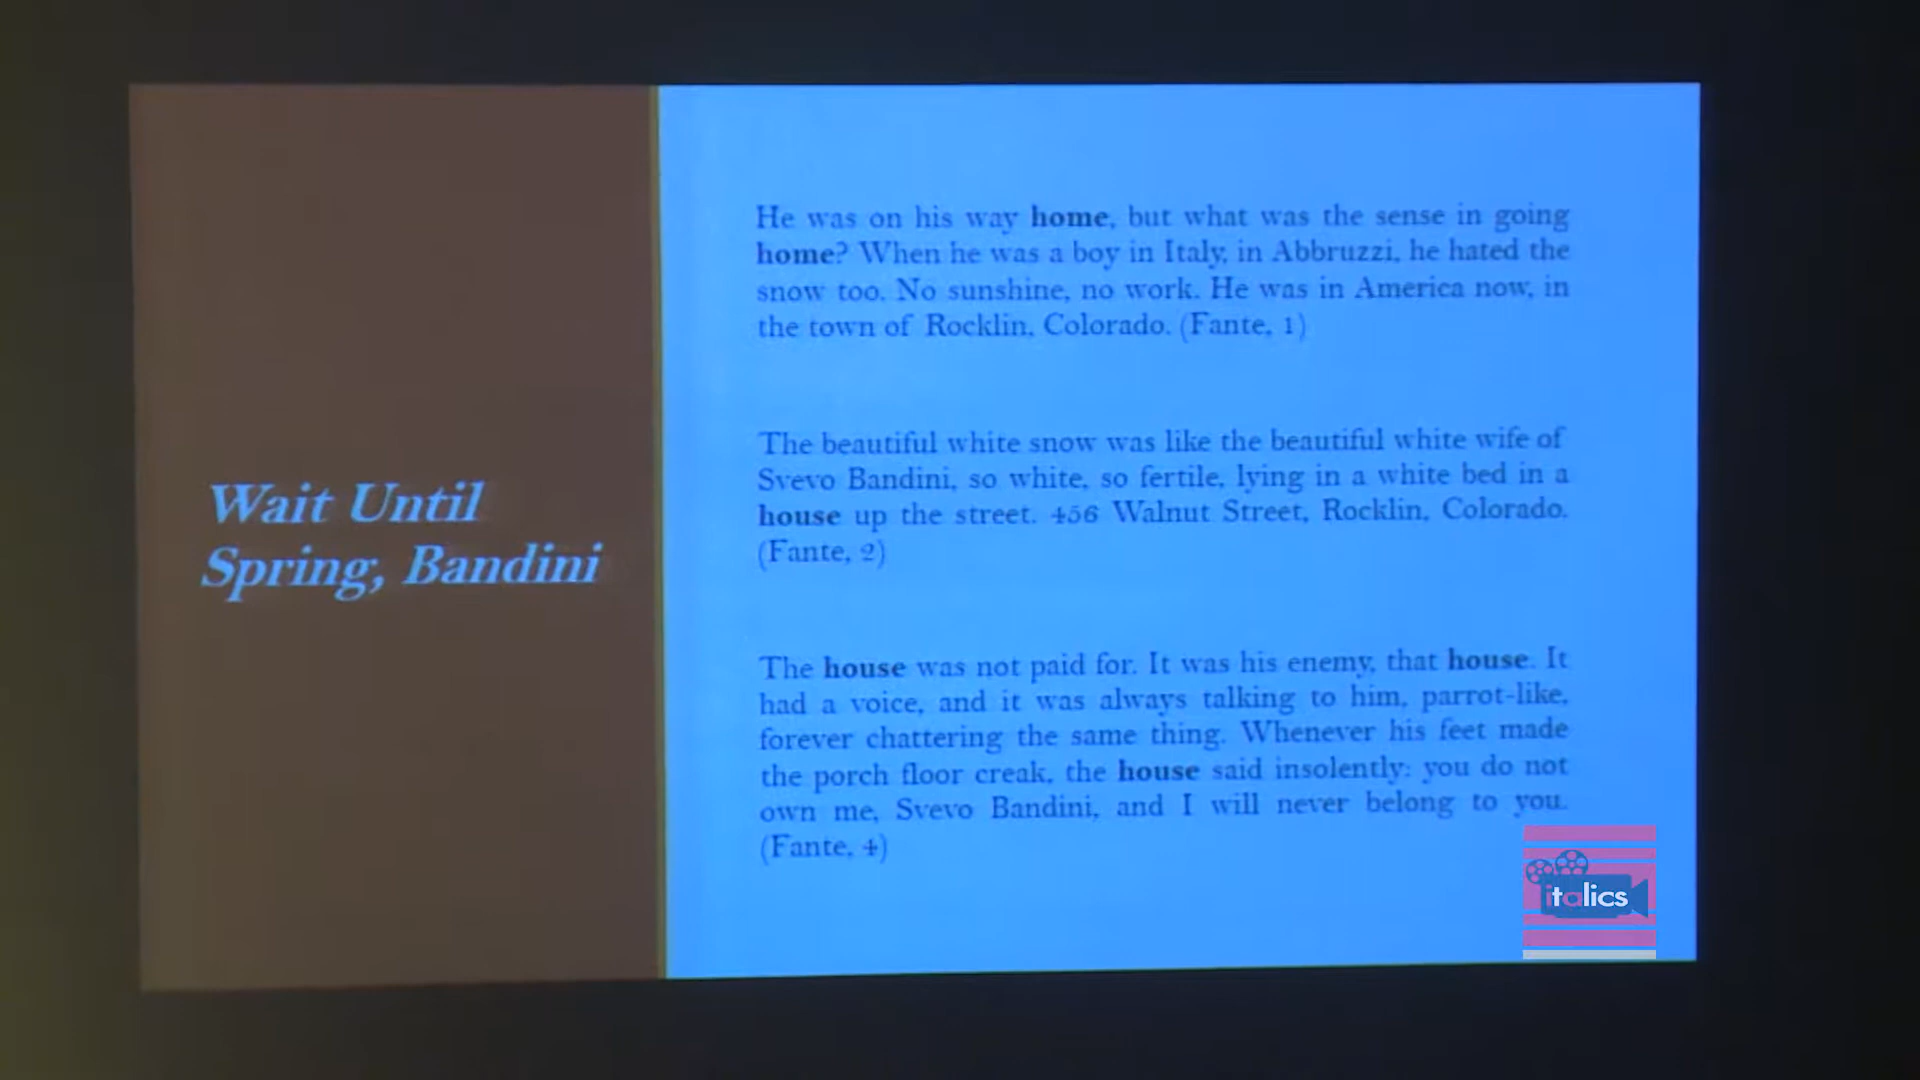 Wait Until
Spring, Bandini
He was on his way home, but what was the sense in going
home? When he was a boy in Italy, in Abbruzzi, he hated the
snow too. No sunshine, no work. He was in America now, in
the town of Rocklin, Colorado. (Fante, 1)
The beautiful white snow was like the beautiful white wife of
Svevo Bandini, so white, so fertile, lying in a white bed in a
house up the street. 456 Walnut Street, Rocklin, Colorado.
(Fante, 2)
The house was not paid for. It was his enemy, that house. It
had a voice, and it was always talking to him, parrot-like,
forever chattering the same thing. Whenever his feet made
the porch floor creak, the house said insolently: you do not
own me, Svevo Bandini, and I will never belong to you.
(Fante, 4)
italics